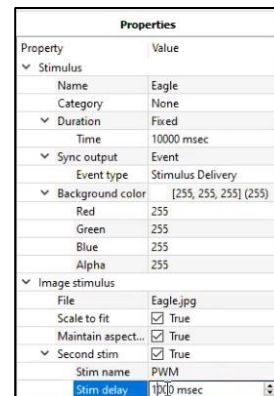 Properties
Property Value
Stimulus
Name Eagle
Category None
Duration Fixed
Time 10000 msec
Sync output Event
Event type Stimulus Delivery
Background color [255, 255, 255] (255)
Red 255
Green 255
Blue 255
Alpha 255
Image stimulus
File Eagle.jpg
Scale to fit True
Maintain aspect... True
Second stim True
Stim name PWM
Stim delay 1000 msec